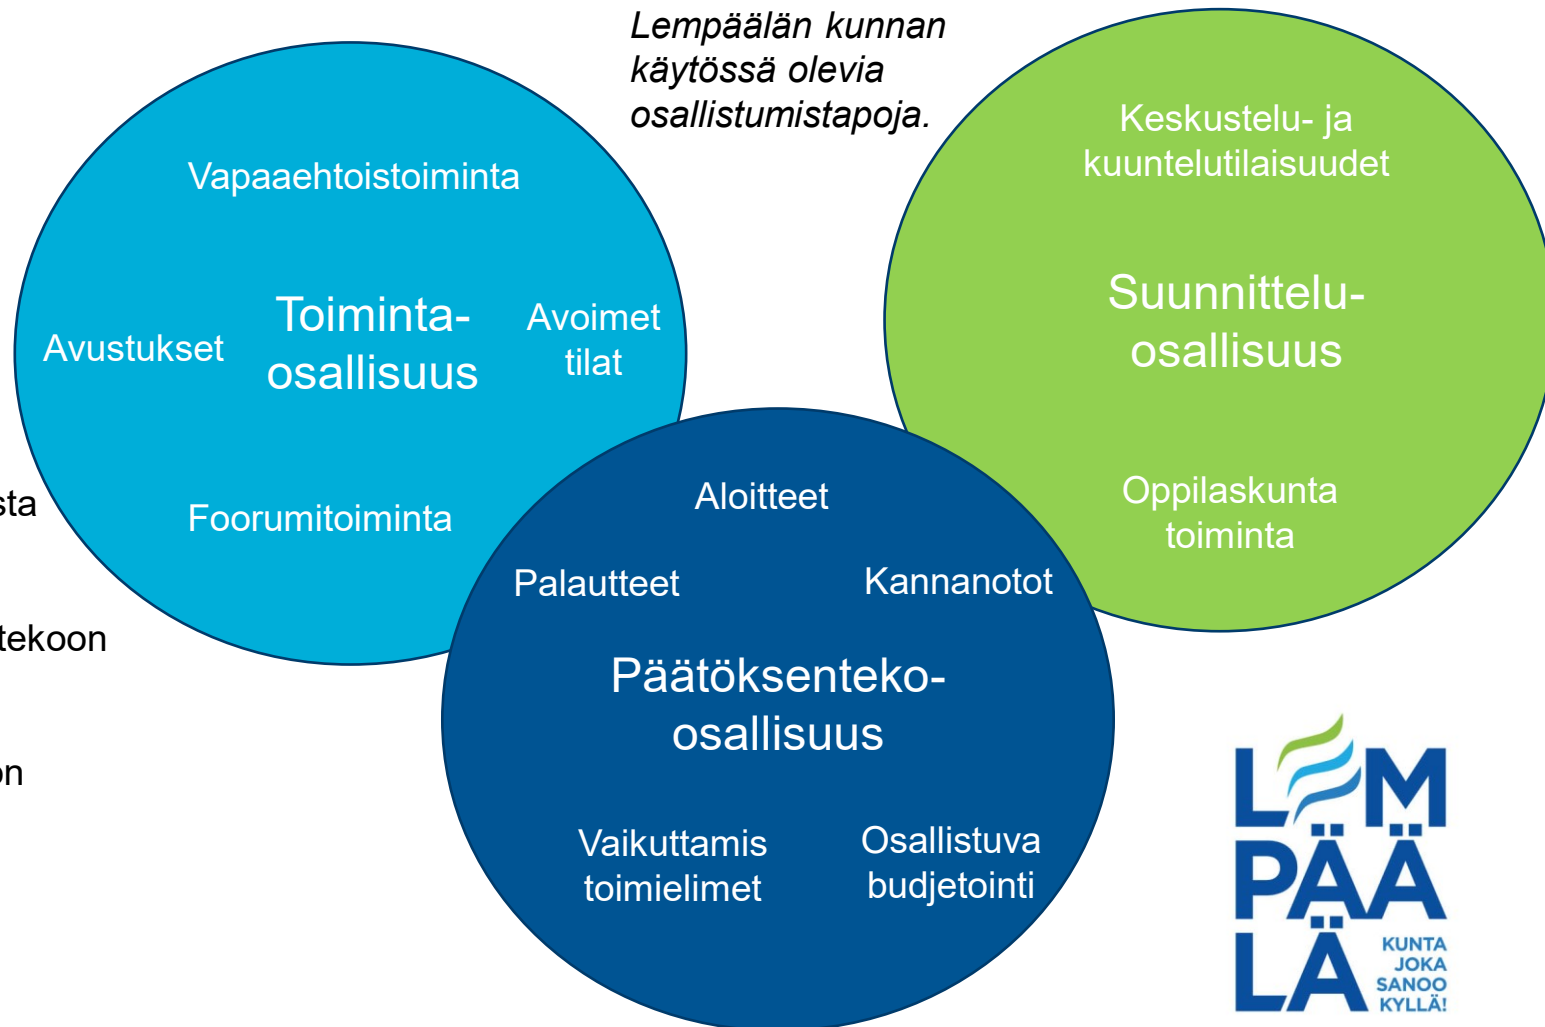 Lempäälän kunnan
käytössä olevia
osallistumistapoja.
Vapaaehtoistoiminta
Toiminta-
osallisuus
Avustukset
Avoimet
tilat
Foorumitoiminta
Keskustelu- ja
kuuntelutilaisuudet
Suunnittelu-
osallisuus
Oppilaskunta
toiminta
Aloitteet
Palautteet
Kannanotot
Päätöksenteko-
osallisuus
Vaikuttamis
toimielimet
Osallistuva
budjetointi
sta
tekoon
on
LEM
PÄÄ
LÄ
KUNTA
JOKA
SANOO
KYLLÄ!